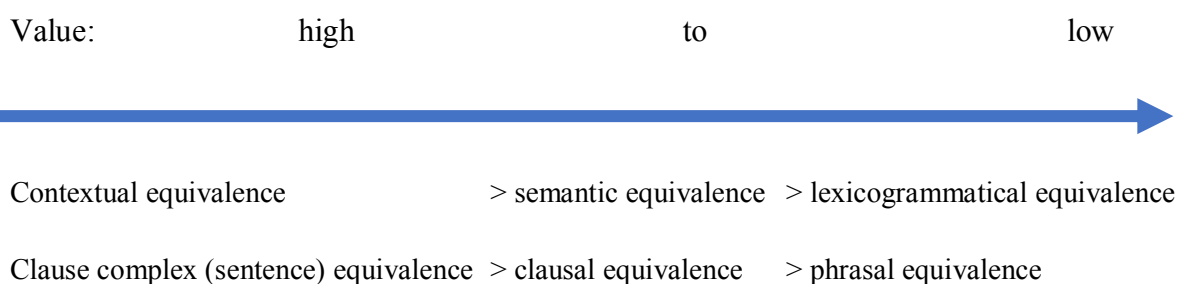 Value: high to low
Contextual equivalence > semantic equivalence > lexicogrammatical equivalence
Clause complex (sentence) equivalence > clausal equivalence > phrasal equivalence